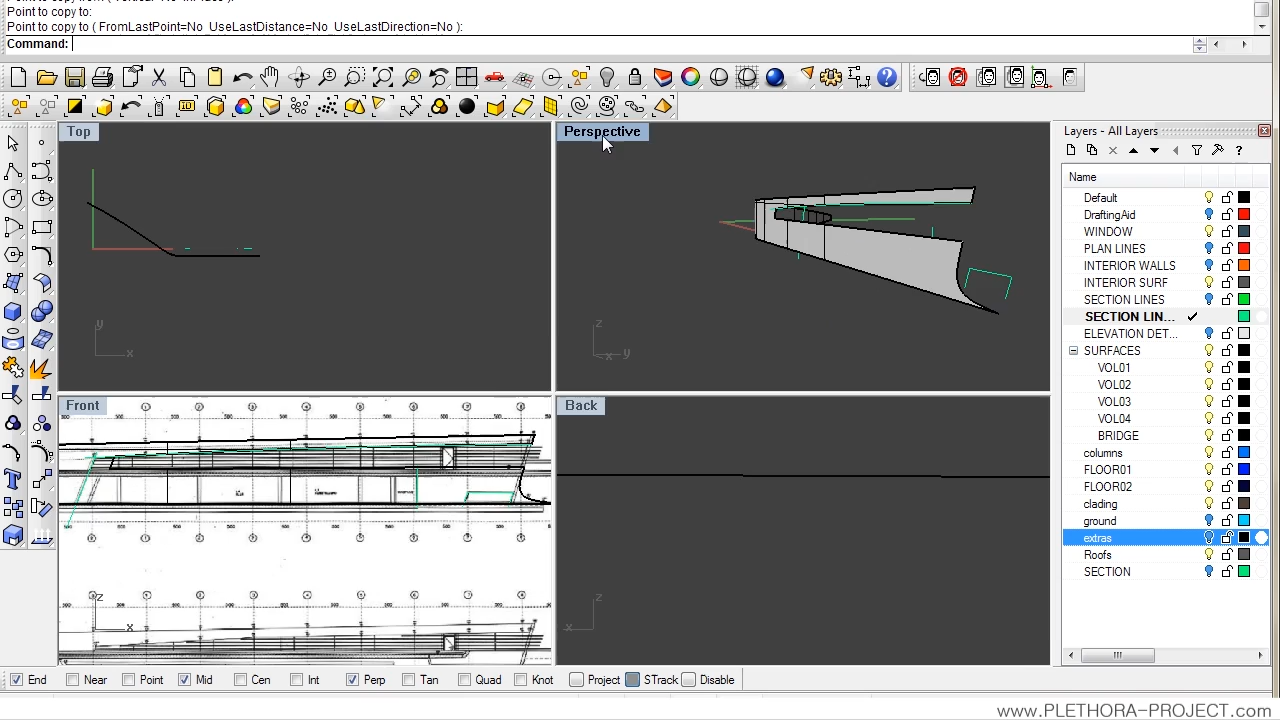 Point to copy to:
Point to copy to ( FromLastPoint=No UseLastDistance=No UseLastDirection=No ):
Command:
Layers - All Layers
Top
Perspective
Name
Default
DraftingAid
WINDOW
PLAN LINES
INTERIOR WALLS
INTERIOR SURF
SECTION LINES
SECTION LIN...
ELEVATION DET...
SURFACES
VOL01
VOL02
VOL03
VOL04
BRIDGE
columns
FLOOR01
FLOOR02
clading
ground
extras
Roofs
SECTION
y
x
z
x
y
Front
Back
z
x
z
x
End
Near
Point
Mid
Cen
Int
Perp
Tan
Quad
Knot
Project
STrack
Disable
www.PLETHORA-PROJECT.com